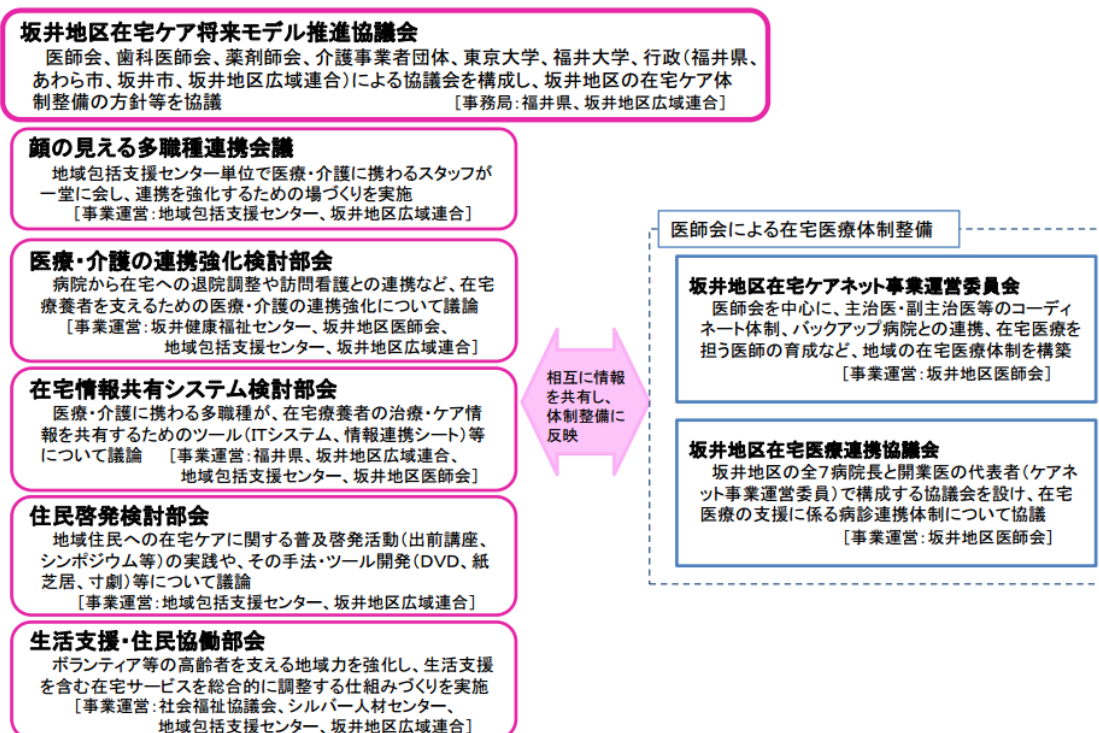 坂井地区在宅ケア将来モデル推進協議会
医師会、歯科医師会、薬剤師会、介護事業者団体、東京大学、福井大学、行政(福井県、
あわら市、坂井市、坂井地区広域連合)による協議会を構成し、坂井地区の在宅ケア体
制整備の方針等を協議 [事務局:福井県、坂井地区広域連合]
顔の見える多職種連携会議
地域包括支援センター単位で医療・介護に携わるスタッフが
一堂に会し、連携を強化するための場づくりを実施
[事業運営:地域包括支援センター、坂井地区広域連合]
医療・介護の連携強化検討部会
病院から在宅への退院調整や訪問看護との連携など、在宅
療養者を支えるための医療・介護の連携強化について議論
[事業運営:坂井健康福祉センター、坂井地区医師会、
地域包括支援センター、坂井地区広域連合]
在宅情報共有システム検討部会
医療・介護に携わる多職種が、在宅療養者の治療・ケア情
報を共有するためのツール(ITシステム、情報連携シート)等
について議論 [事業運営:福井県、坂井地区広域連合、
地域包括支援センター、坂井地区医師会]
住民啓発検討部会
地域住民への在宅ケアに関する普及啓発活動(出前講座、
シンポジウム等)の実践や、その手法・ツール開発(DVD、紙
芝居、寸劇)等について議論
[事業運営:地域包括支援センター、坂井地区広域連合]
生活支援・住民協働部会
ボランティア等の高齢者を支える地域力を強化し、生活支援
を含む在宅サービスを総合的に調整する仕組みづくりを実施
[事業運営:社会福祉協議会、シルバー人材センター、
地域包括支援センター、坂井地区広域連合]
相互に情報
を共有し、
体制整備に
反映
医師会による在宅医療体制整備
坂井地区在宅ケアネット事業運営委員会
医師会を中心に、主治医・副主治医等のコーディ
ネート体制、バックアップ病院との連携、在宅医療を
担う医師の育成など、地域の在宅医療体制を構築
[事業運営:坂井地区医師会]
坂井地区在宅医療連携協議会
坂井地区の全7病院長と開業医の代表者(ケアネ
ット事業運営委員)で構成する協議会を設け、在宅
医療の支援に係る病診連携体制について協議
[事業運営:坂井地区医師会]